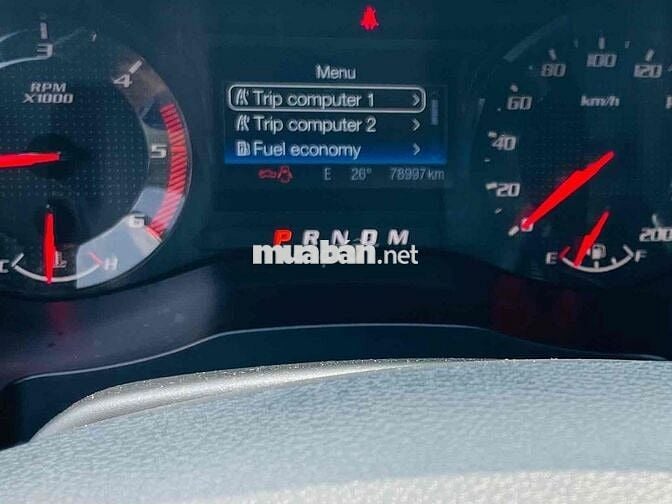 3
4
5
6
RPM
X1000
C
H
Menu
Trip computer 1 >
Trip computer 2 >
Fuel economy >
E 26° 78997 km
P R N D M
muaban.net
0
20
40
60
80
100
120
200
km/h
E
F